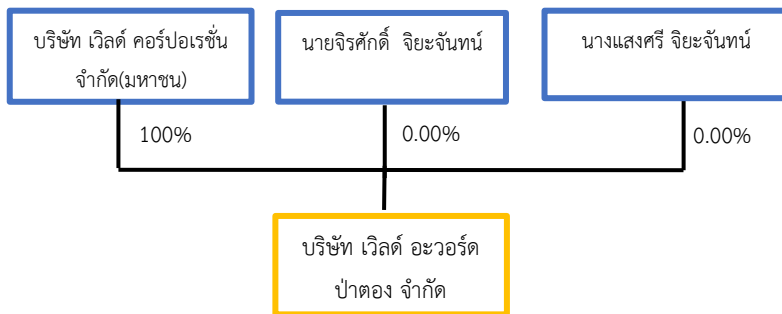 บริษัท เวิลด์ คอร์ปอเรชั่น
จำกัด(มหาชน)
นายจิรศักดิ์  จิยะจันทน์
นางแสงศรี จิยะจันทน์
100%
0.00%
0.00%
บริษัท เวิลด์ อะวอร์ด
ป่าตอง จำกัด